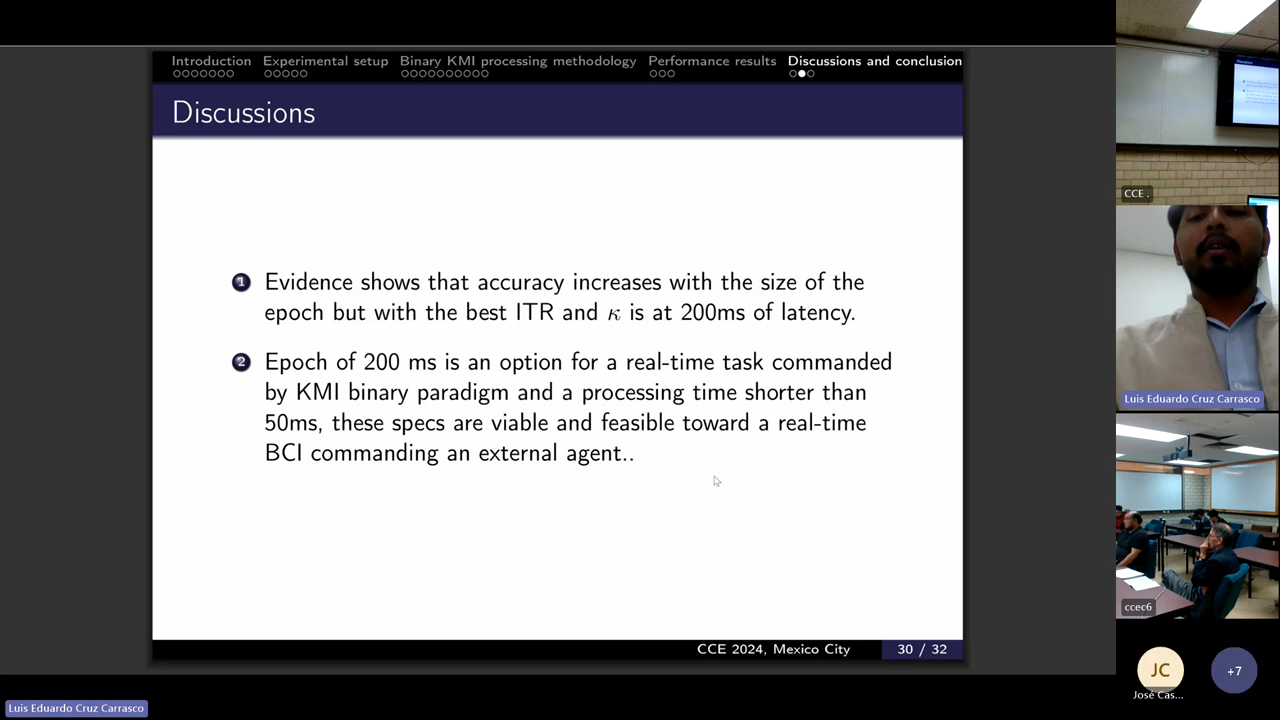 Introduction Experimental setup Binary KMI processing methodology Performance results Discussions and conclusion
Discussions
1 Evidence shows that accuracy increases with the size of the
epoch but with the best ITR and κ is at 200ms of latency.
2 Epoch of 200 ms is an option for a real-time task commanded
by KMI binary paradigm and a processing time shorter than
50ms, these specs are viable and feasible toward a real-time
BCI commanding an external agent..
CCE 2024, Mexico City 30 / 32
CCE .
Luis Eduardo Cruz Carrasco
ccec6
JC
José Cas...
+7
Luis Eduardo Cruz Carrasco